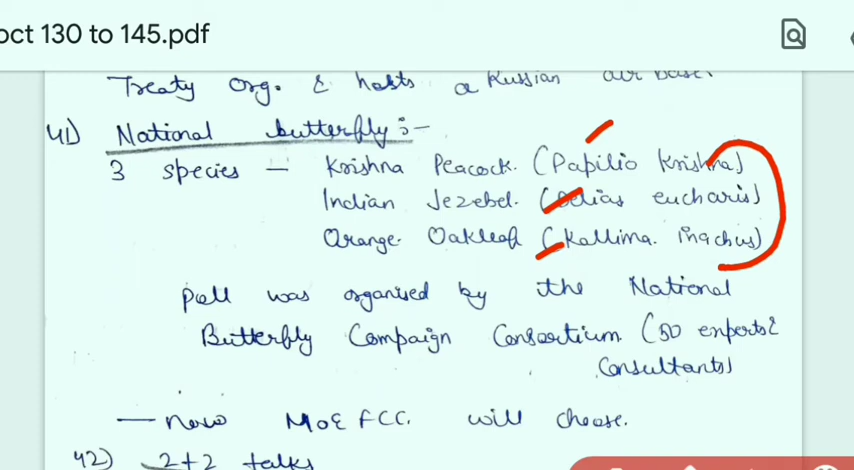 oct 130 to 145.pdf
Treaty org. & hosts a Russian air base.
41) National butterfly:-
3 species - Krishna Peacock. (Papilio Krishna)
Indian Jezebel. (Delias eucharis)
Orange Oakleaf (Kallima. Inachus)
Poll was organised by the National
Butterfly Campaign Consortium (50 experts &
Consultants)
- now MOEFCC. will choose.
42) 2+2 talks